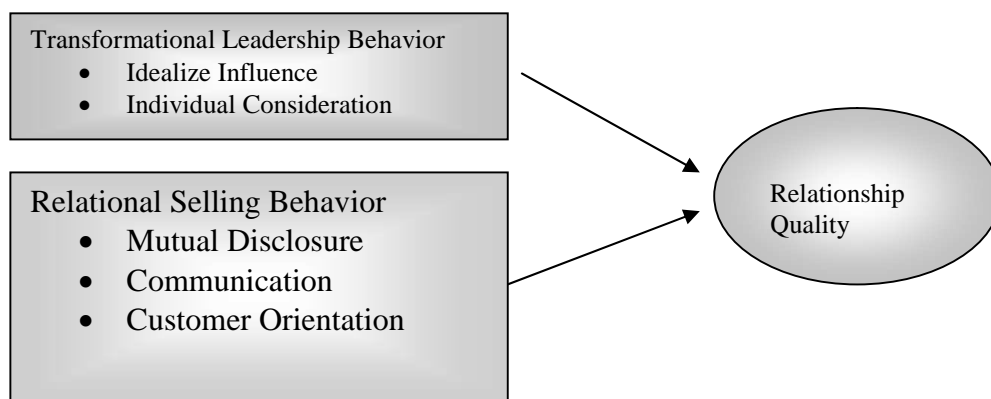 Transformational Leadership Behavior
• Idealize Influence
• Individual Consideration
Relational Selling Behavior
• Mutual Disclosure
• Communication
• Customer Orientation
Relationship
Quality